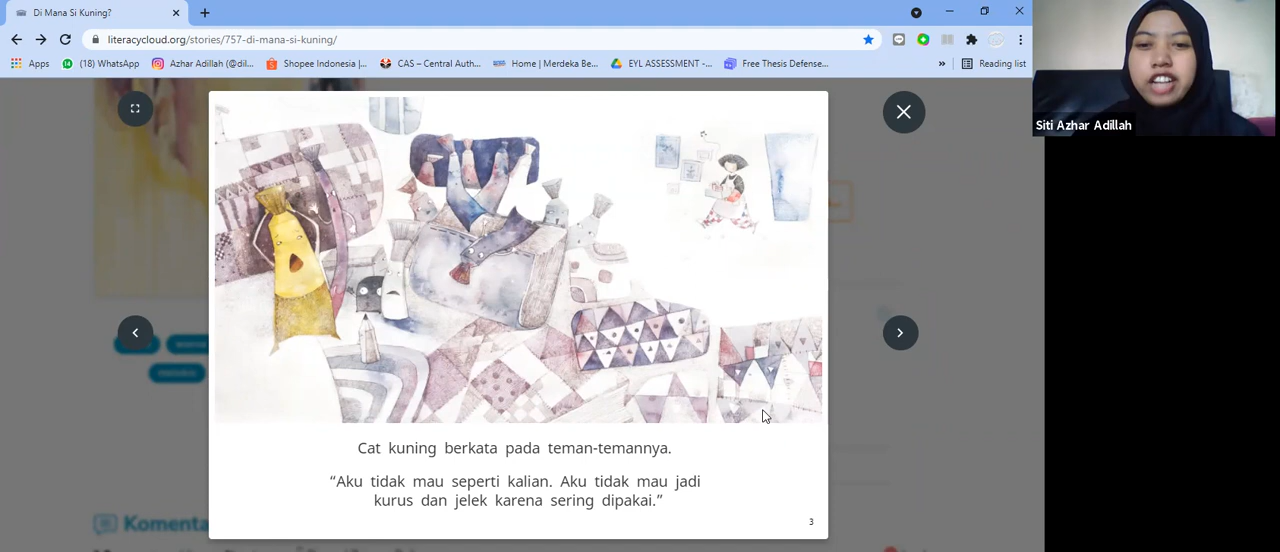 Di Mana Si Kuning?
literacycloud.org/stories/757-di-mana-si-kuning/
Apps
(18) WhatsApp
Azhar Adillah (@dil...
Shopee Indonesia |...
CAS – Central Auth...
Home | Merdeka Be...
EYL ASSESSMENT -...
Free Thesis Defense...
»
Reading list
Siti Azhar Adillah
Cat kuning berkata pada teman-temannya.
“Aku tidak mau seperti kalian. Aku tidak mau jadi
kurus dan jelek karena sering dipakai.”
3
Komenta